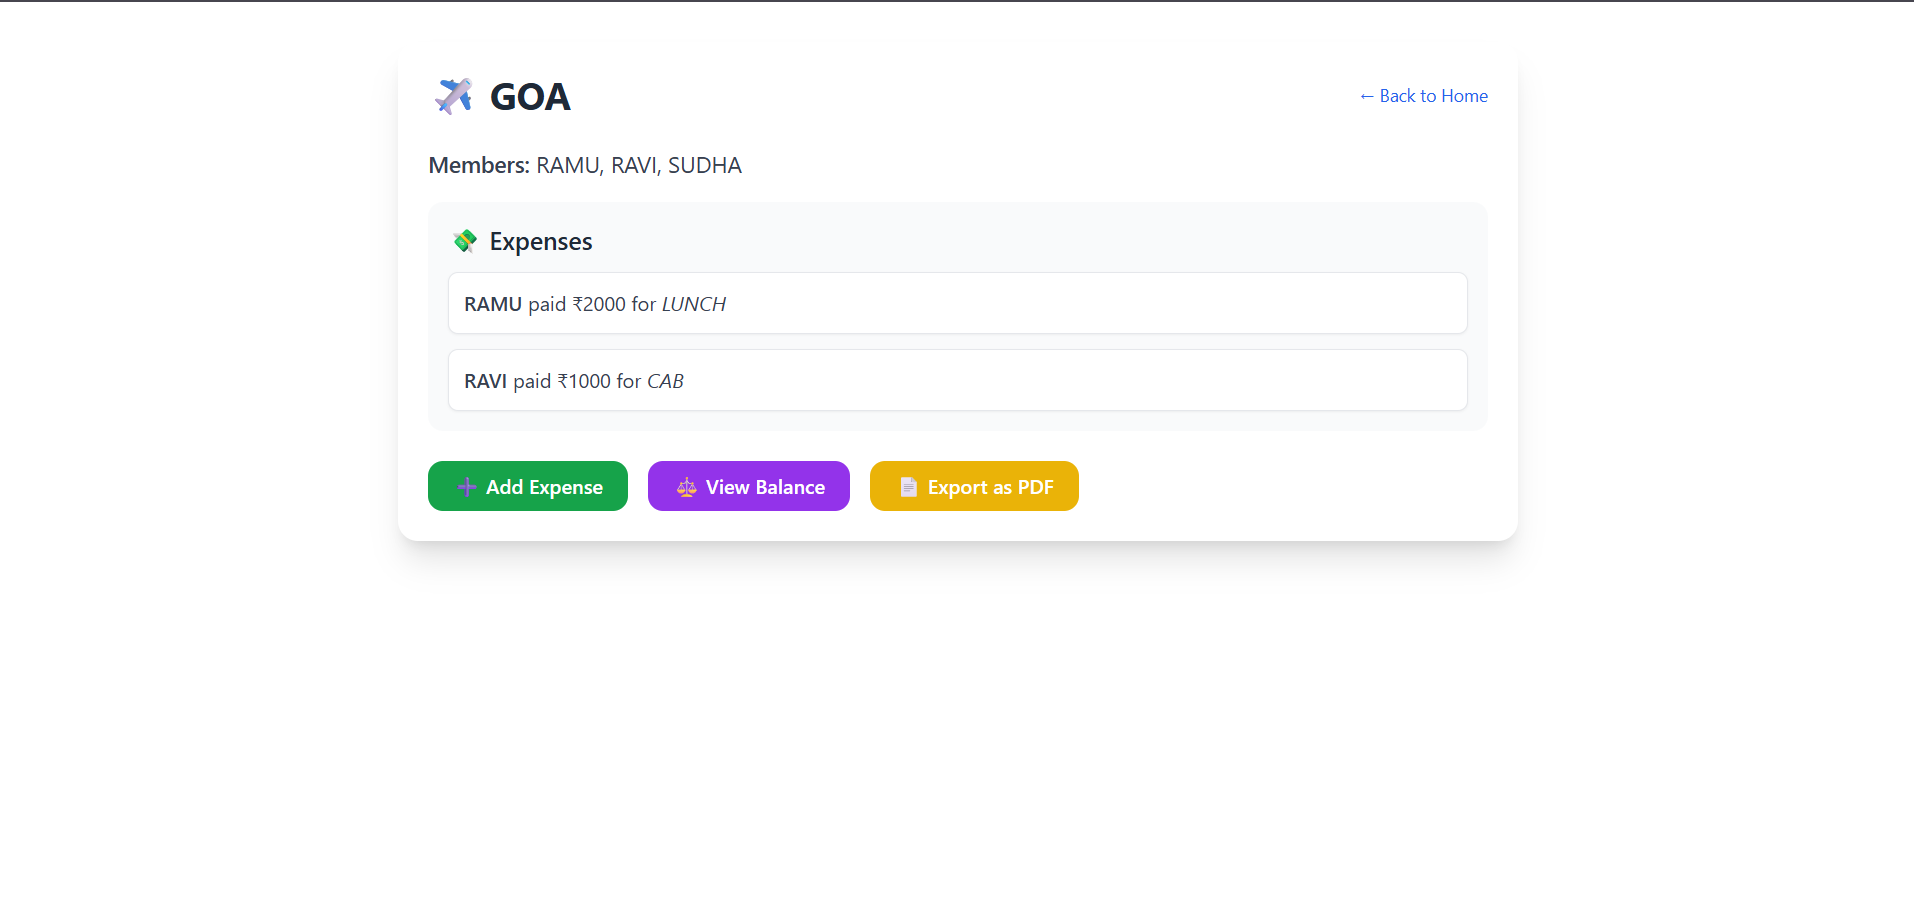 GOA
← Back to Home
Members: RAMU, RAVI, SUDHA
Expenses
RAMU paid ₹2000 for LUNCH
RAVI paid ₹1000 for CAB
Add Expense
View Balance
Export as PDF